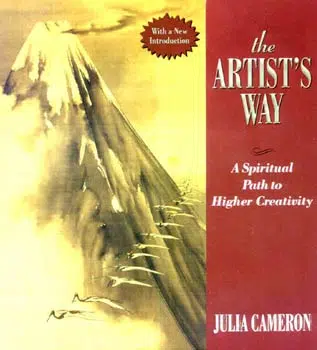 With a New
Introduction
the
ARTIST'S
WAY
A Spiritual
Path to
Higher Creativity
JULIA CAMERON